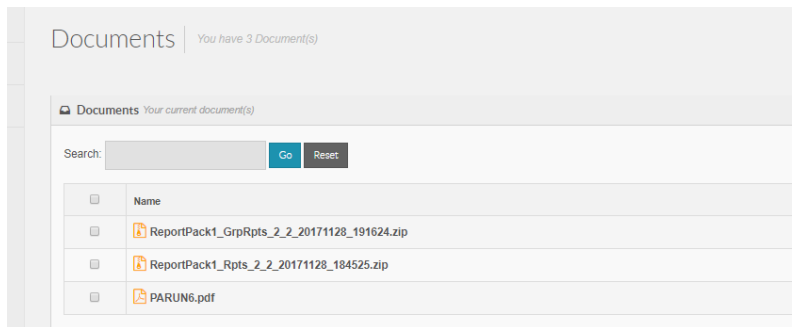 Documents You have 3 Document(s)
Documents Your current document(s)
Search: Go Reset
Name
ReportPack1_GrpRpts_2_2_20171128_191624.zip
ReportPack1_Rpts_2_2_20171128_184525.zip
PARUN6.pdf